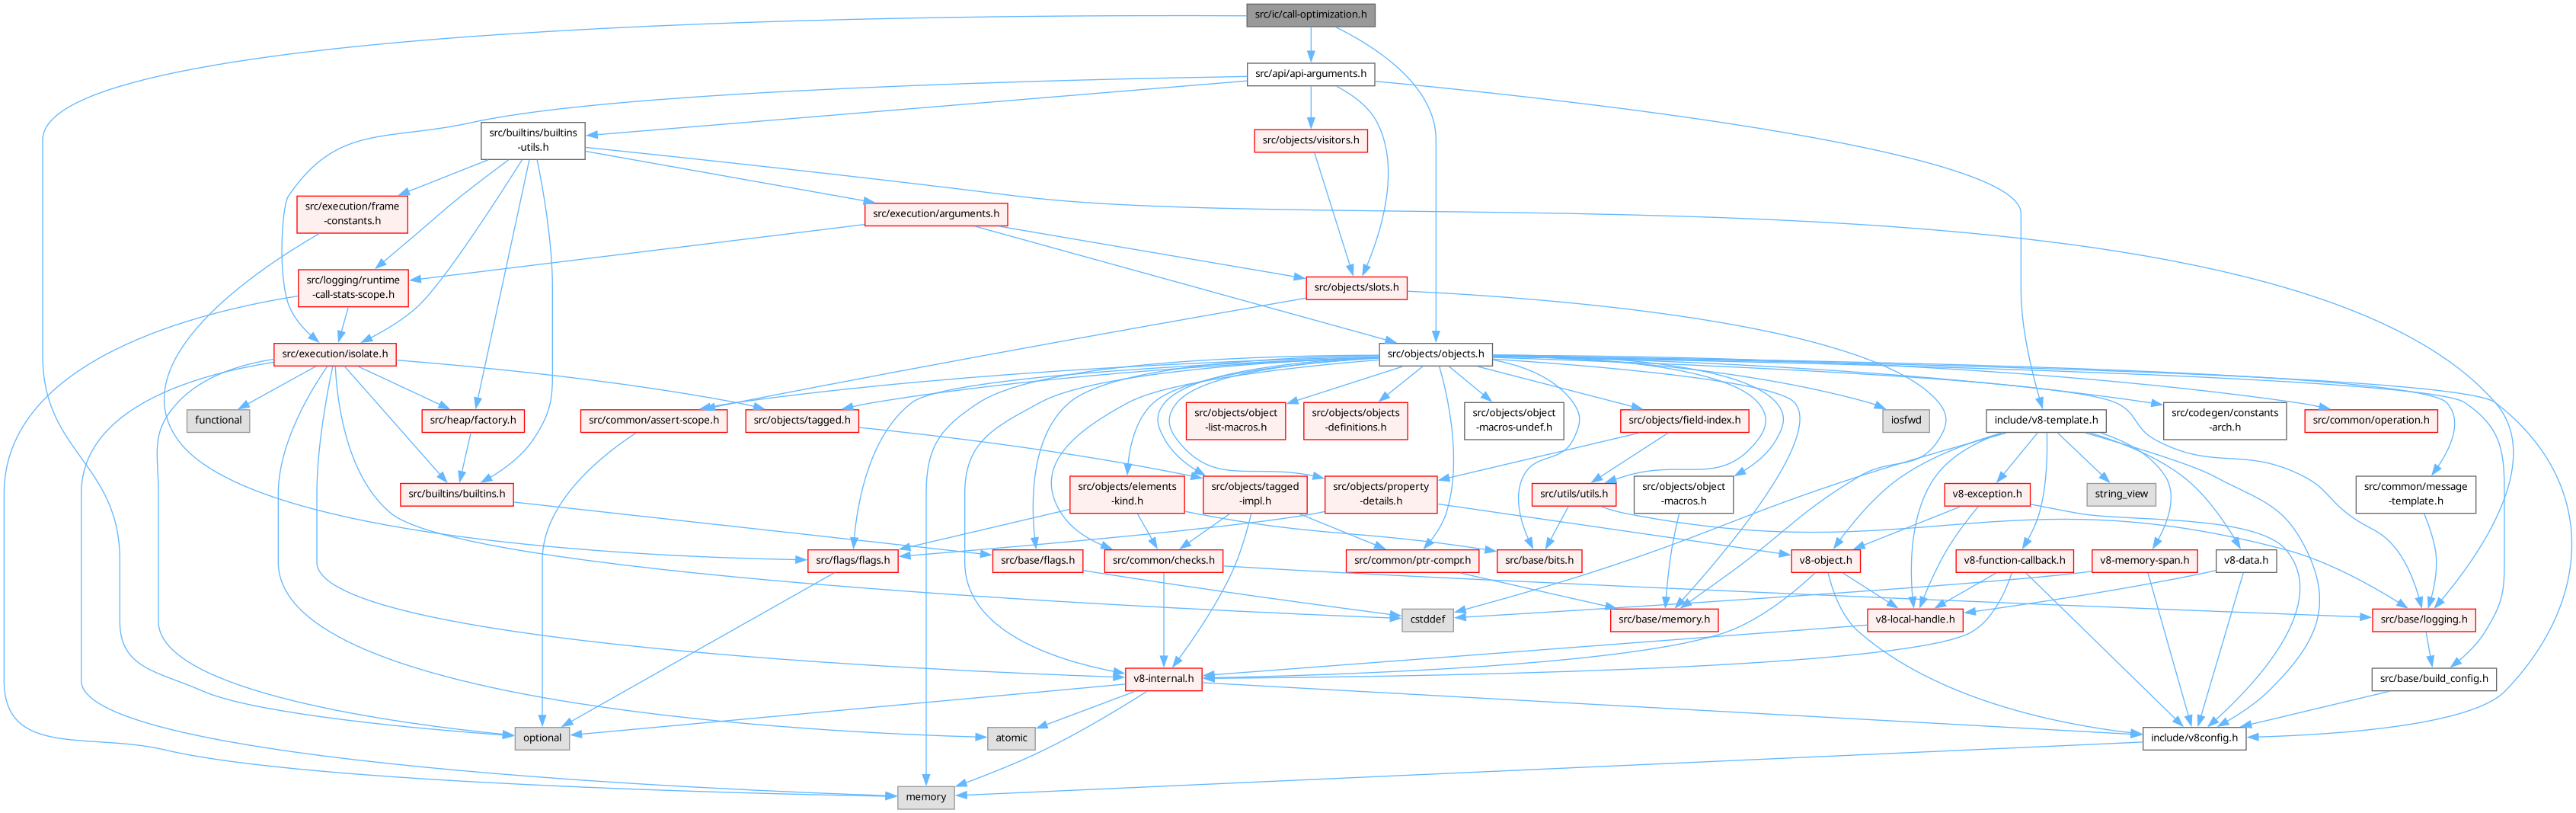 src/ic/call-optimization.h
src/api/api-arguments.h
src/builtins/builtins
-utils.h
src/objects/visitors.h
src/execution/frame
-constants.h
src/execution/arguments.h
src/logging/runtime
-call-stats-scope.h
src/objects/slots.h
src/execution/isolate.h
src/objects/objects.h
functional
src/heap/factory.h
src/common/assert-scope.h
src/objects/tagged.h
src/objects/object
-list-macros.h
src/objects/objects
-definitions.h
src/objects/object
-macros-undef.h
src/objects/field-index.h
iosfwd
include/v8-template.h
src/codegen/constants
-arch.h
src/common/operation.h
src/builtins/builtins.h
src/objects/elements
-kind.h
src/objects/tagged
-impl.h
src/objects/property
-details.h
src/utils/utils.h
src/objects/object
-macros.h
v8-exception.h
string_view
src/common/message
-template.h
src/flags/flags.h
src/base/flags.h
src/common/checks.h
src/common/ptr-compr.h
src/base/bits.h
v8-object.h
v8-function-callback.h
v8-memory-span.h
v8-data.h
cstddef
src/base/memory.h
v8-local-handle.h
src/base/logging.h
v8-internal.h
src/base/build_config.h
optional
atomic
include/v8config.h
memory